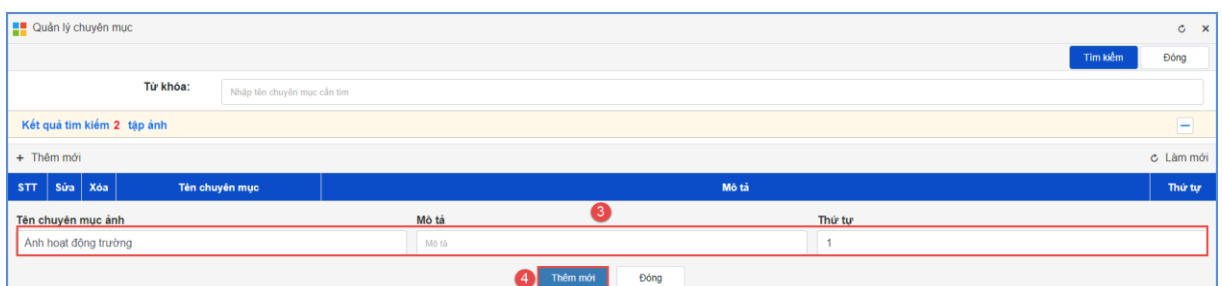 Quản lý chuyên mục
Tìm kiếm Đóng
Từ khóa: Nhập tên chuyên mục cần tìm
Kết quả tìm kiếm 2 tập ảnh
+ Thêm mới Làm mới
STT Sửa Xóa Tên chuyên mục Mô tả Thứ tự
Tên chuyên mục ảnh Mô tả 3 Thứ tự
Ảnh hoạt động trường Mô tả 1
4 Thêm mới Đóng